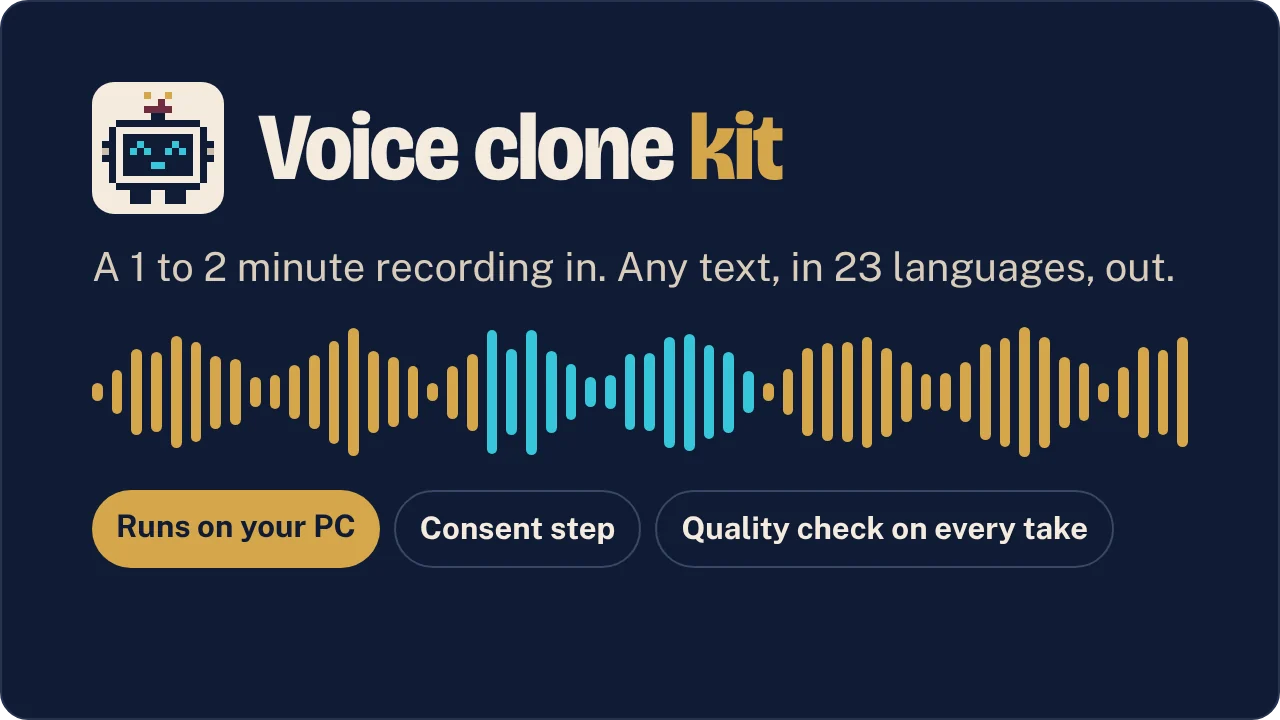 Voice clone kit
A 1 to 2 minute recording in. Any text, in 23 languages, out.
Runs on your PC
Consent step
Quality check on every take